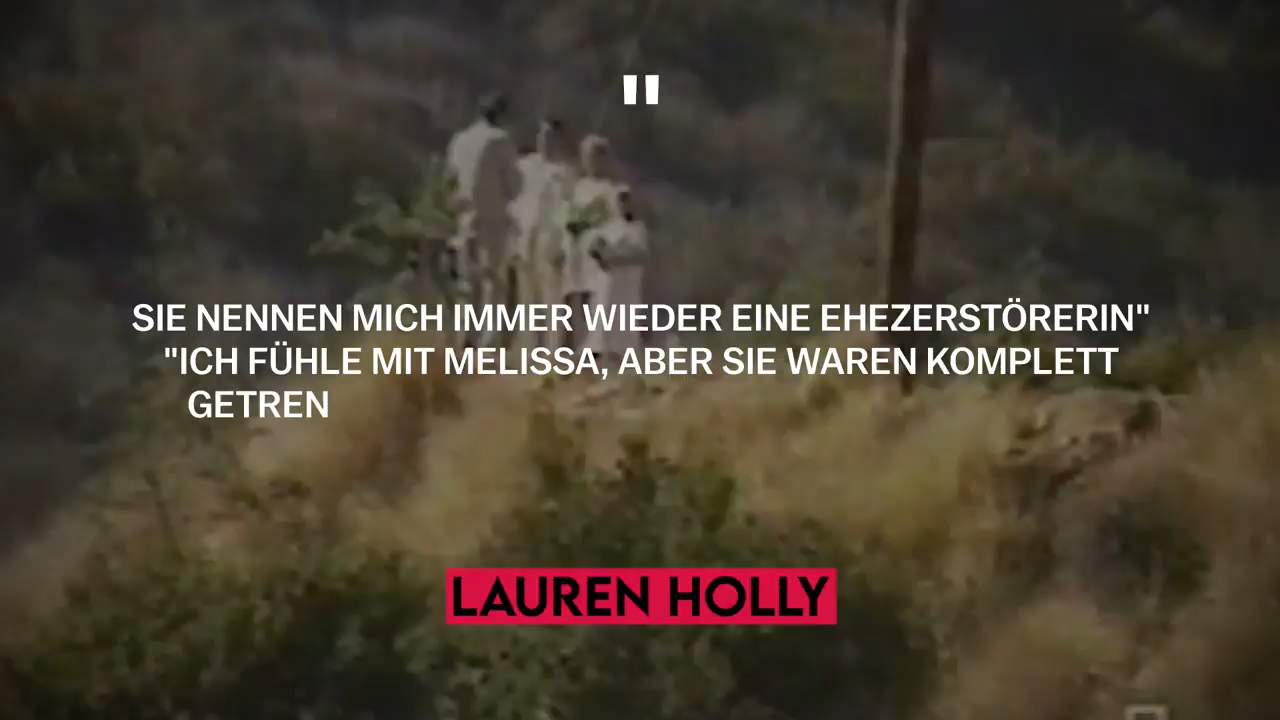 "
SIE NENNEN MICH IMMER WIEDER EINE EHEZERSTÖRERIN"
"ICH FÜHLE MIT MELISSA, ABER SIE WAREN KOMPLETT
GETREN
LAUREN HOLLY